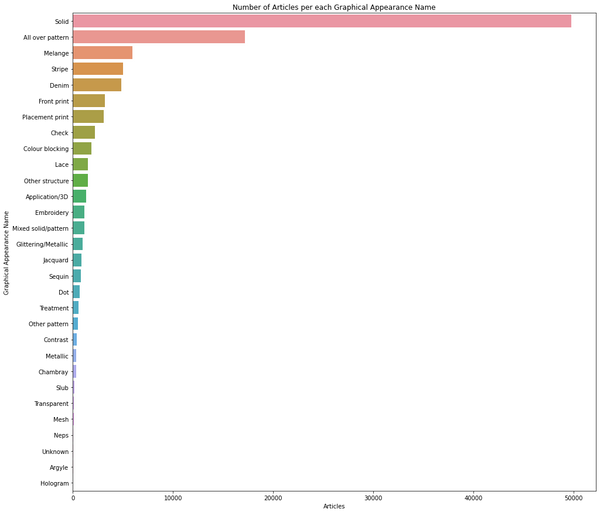 Number of Articles per each Graphical Appearance Name
Graphical Appearance Name
Solid
All over pattern
Melange
Stripe
Denim
Front print
Placement print
Check
Colour blocking
Lace
Other structure
Application/3D
Embroidery
Mixed solid/pattern
Glittering/Metallic
Jacquard
Sequin
Dot
Treatment
Other pattern
Contrast
Metallic
Chambray
Slub
Transparent
Mesh
Neps
Unknown
Argyle
Hologram
0 10000 20000 30000 40000 50000
Articles